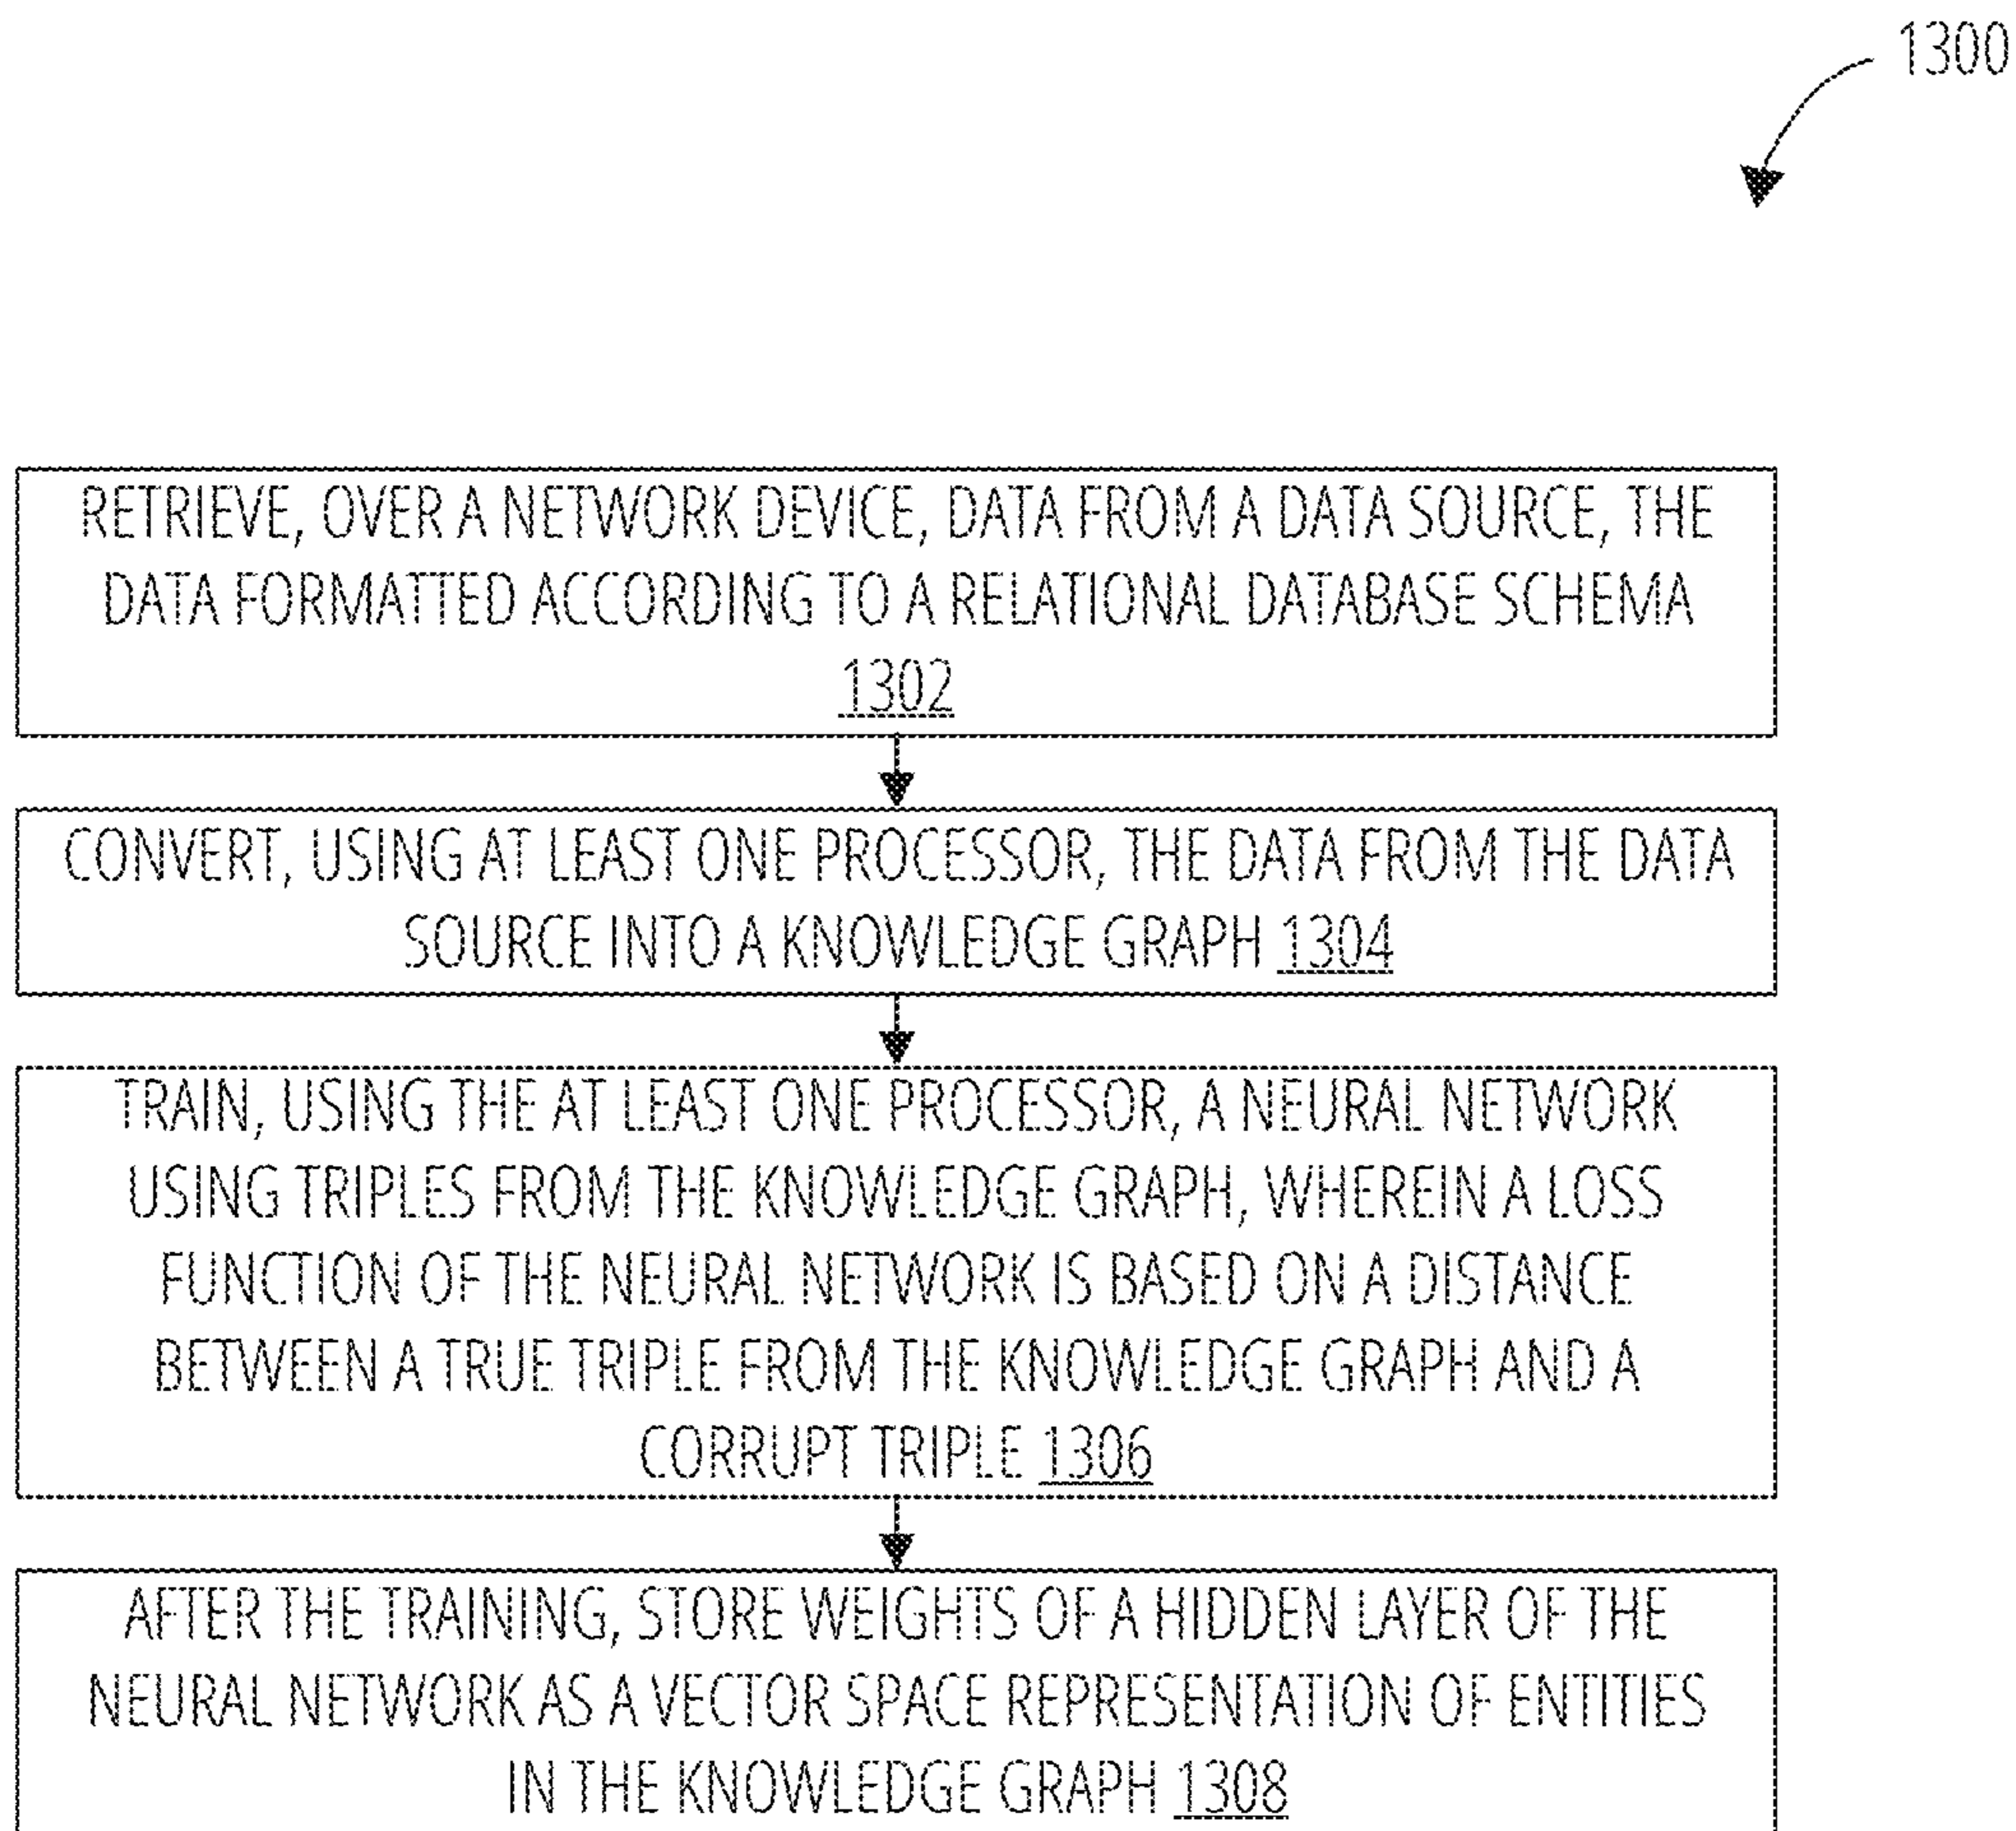 1300
RETRIEVE, OVER A NETWORK DEVICE, DATA FROM A DATA SOURCE, THE
DATA FORMATTED ACCORDING TO A RELATIONAL DATABASE SCHEMA
1302
CONVERT, USING AT LEAST ONE PROCESSOR, THE DATA FROM THE DATA
SOURCE INTO A KNOWLEDGE GRAPH 1304
TRAIN, USING THE AT LEAST ONE PROCESSOR, A NEURAL NETWORK
USING TRIPLES FROM THE KNOWLEDGE GRAPH, WHEREIN A LOSS
FUNCTION OF THE NEURAL NETWORK IS BASED ON A DISTANCE
BETWEEN A TRUE TRIPLE FROM THE KNOWLEDGE GRAPH AND A
CORRUPT TRIPLE 1306
AFTER THE TRAINING, STORE WEIGHTS OF A HIDDEN LAYER OF THE
NEURAL NETWORK AS A VECTOR SPACE REPRESENTATION OF ENTITIES
IN THE KNOWLEDGE GRAPH 1308